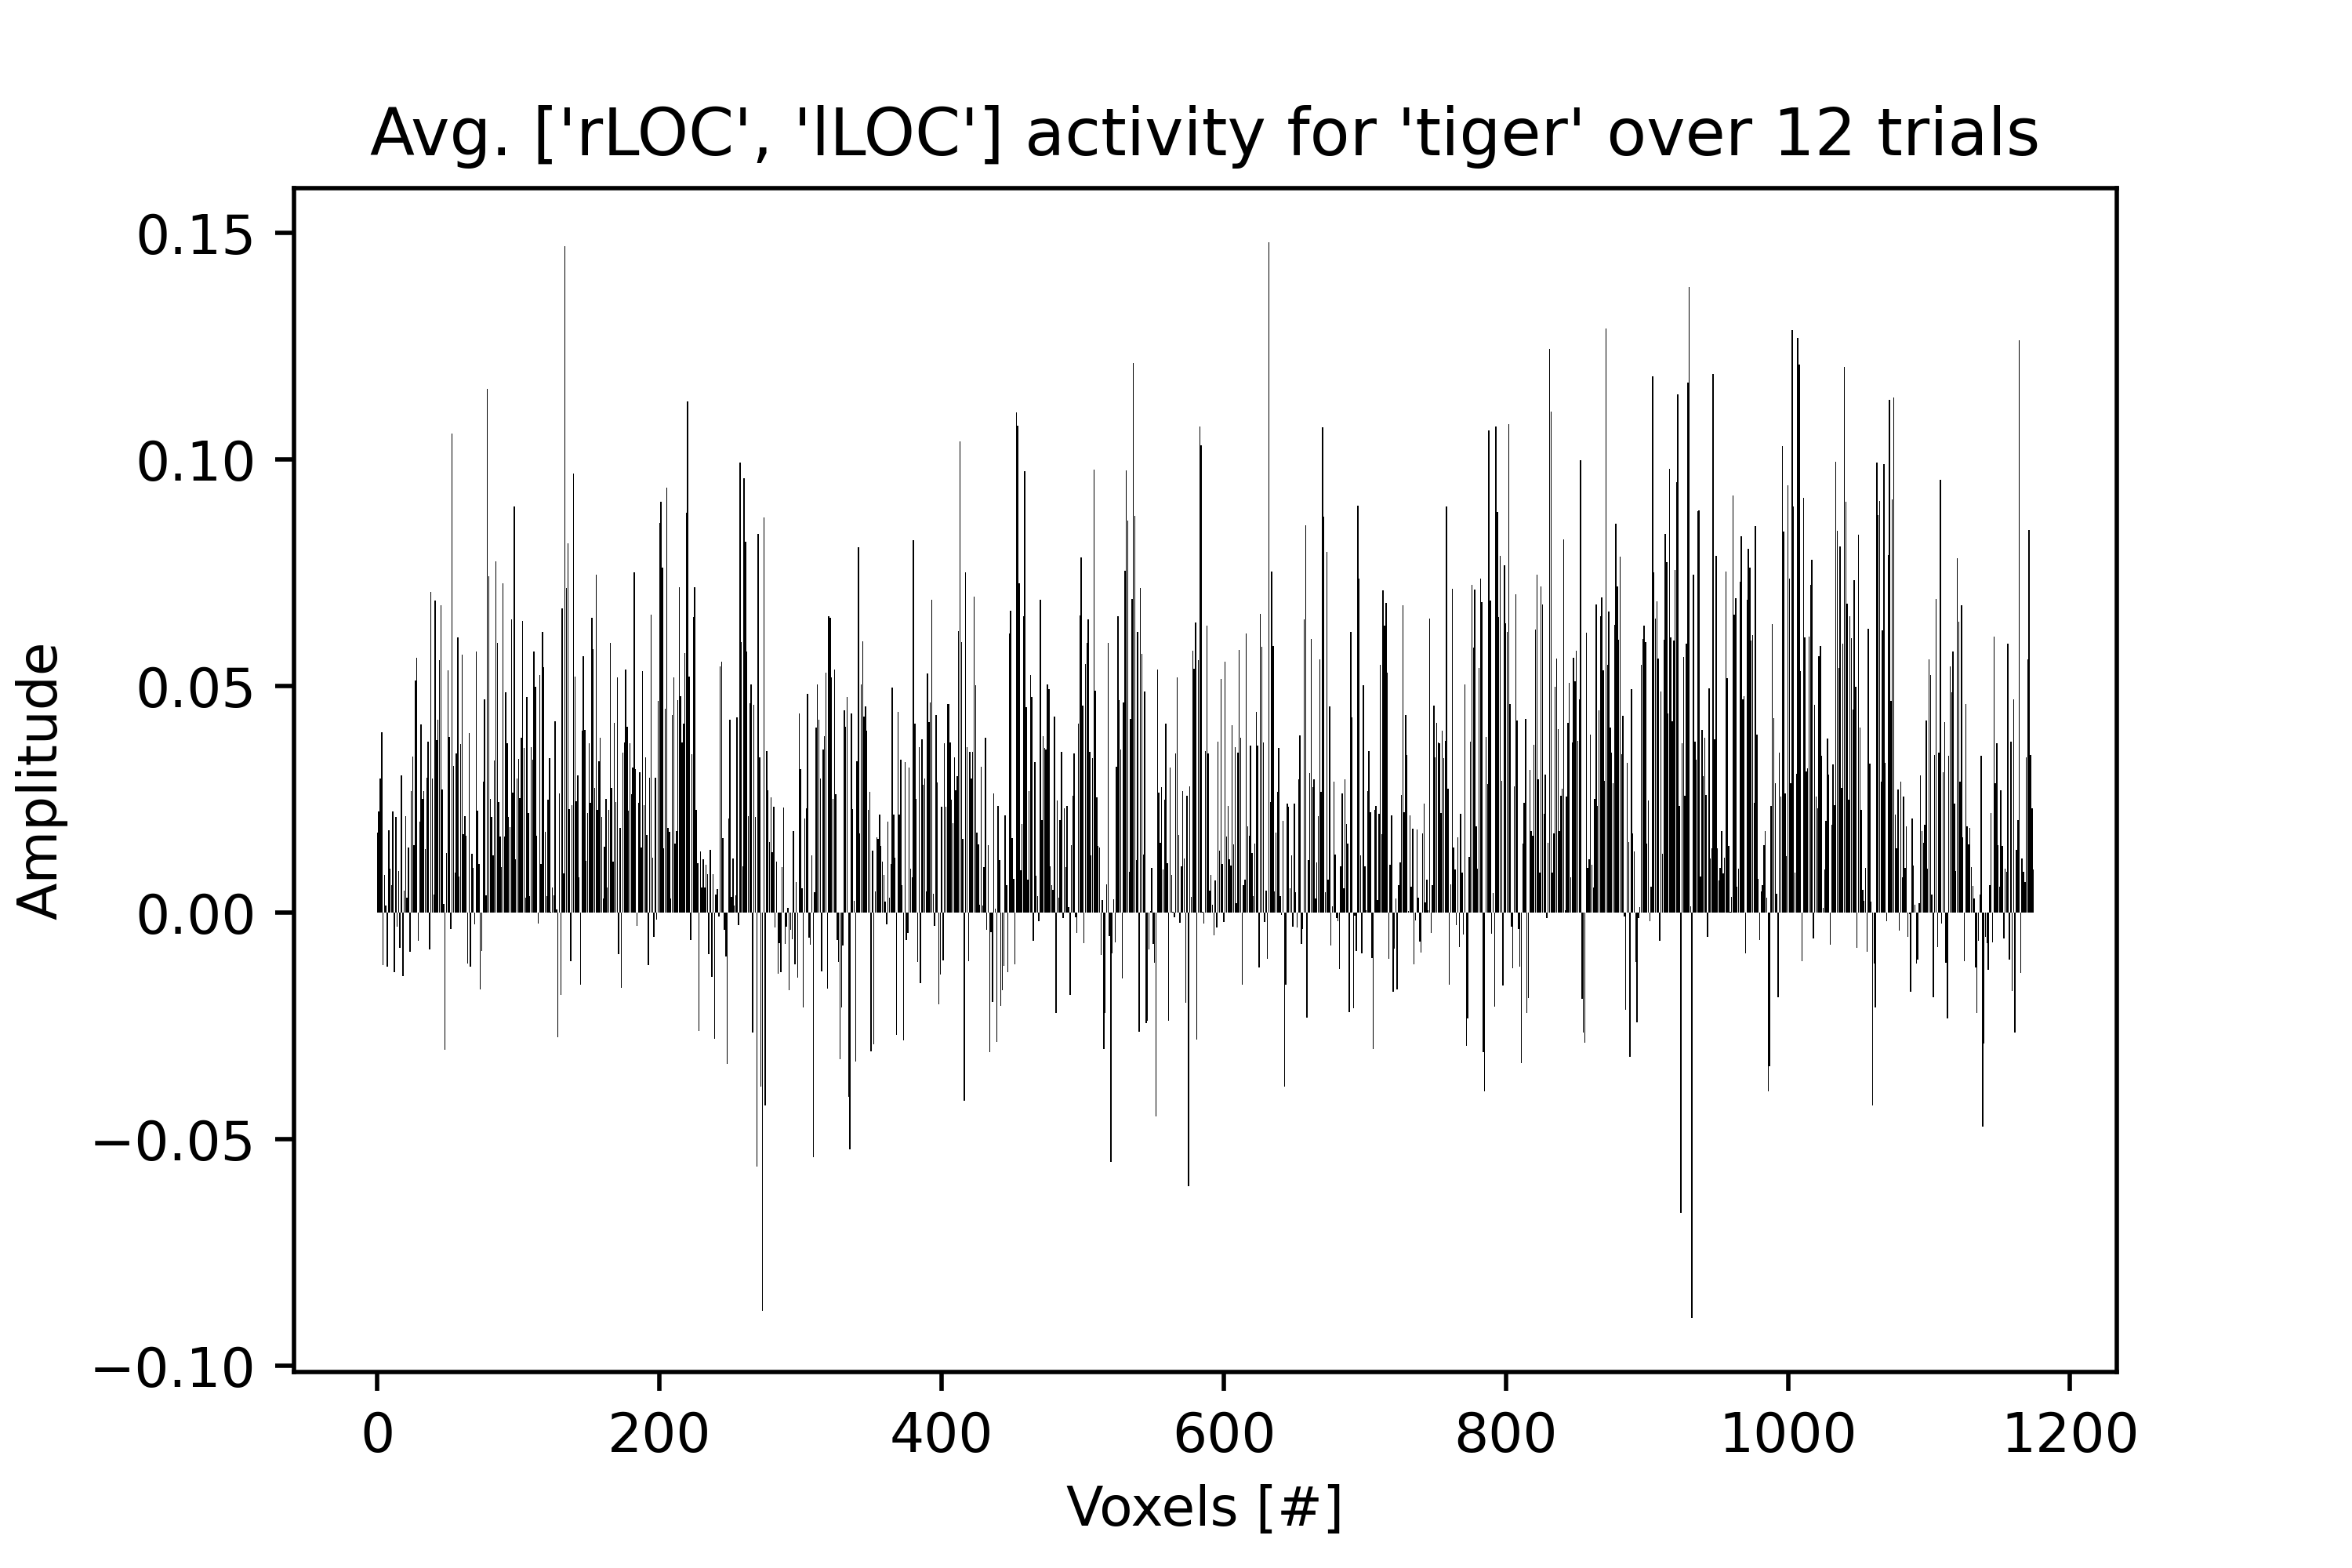 Avg. ['rLOC', 'lLOC'] activity for 'tiger' over 12 trials
0.15
0.10
0.05
0.00
−0.05
−0.10
Amplitude
0 200 400 600 800 1000 1200
Voxels [#]